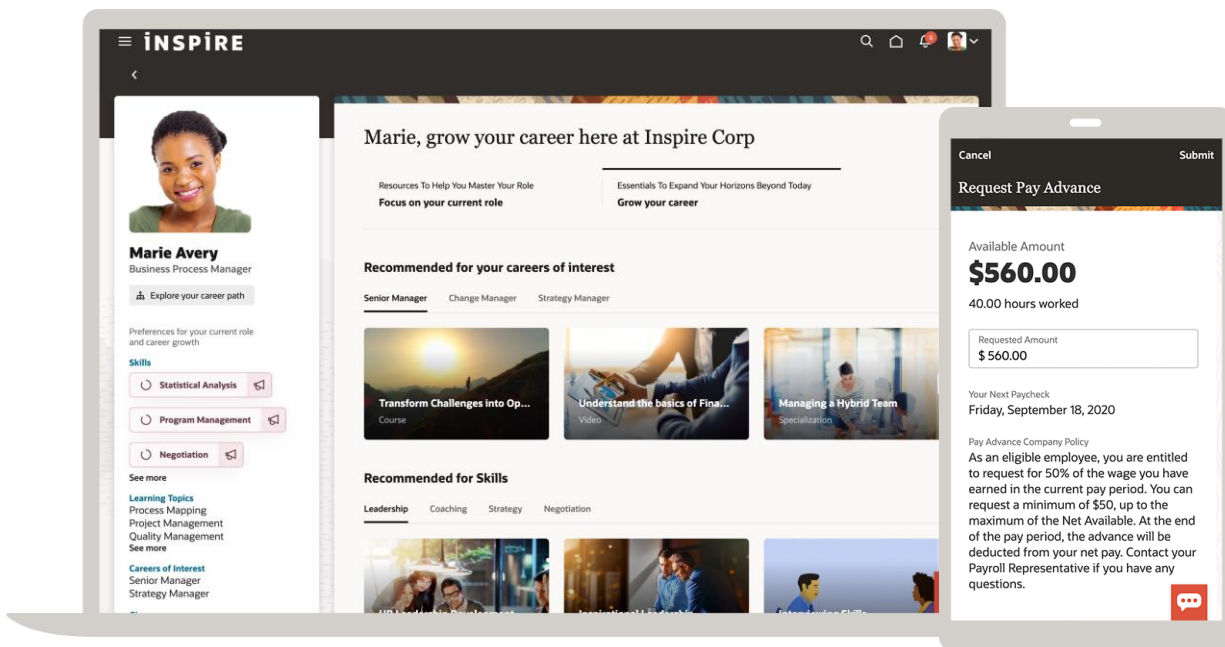 iNSPiRE
Marie Avery
Business Process Manager
Explore your career path
Preferences for your current role
and career growth
Skills
Statistical Analysis
Program Management
Negotiation
See more
Learning Topics
Process Mapping
Project Management
Quality Management
See more
Careers of Interest
Senior Manager
Strategy Manager
Marie, grow your career here at Inspire Corp
Resources To Help You Master Your Role
Focus on your current role
Essentials To Expand Your Horizons Beyond Today
Grow your career
Recommended for your careers of interest
Senior Manager Change Manager Strategy Manager
Transform Challenges into Op...
Course
Understand the basics of Fina...
Video
Managing a Hybrid Team
Specialization
Recommended for Skills
Leadership Coaching Strategy Negotiation
HR Leadership Development
Inspirational Leadership
Interviewing Skills
Cancel Submit
Request Pay Advance
Available Amount
$560.00
40.00 hours worked
Requested Amount
$ 560.00
Your Next Paycheck
Friday, September 18, 2020
Pay Advance Company Policy
As an eligible employee, you are entitled
to request for 50% of the wage you have
earned in the current pay period. You can
request a minimum of $50, up to the
maximum of the Net Available. At the end
of the pay period, the advance will be
deducted from your net pay. Contact your
Payroll Representative if you have any
questions.